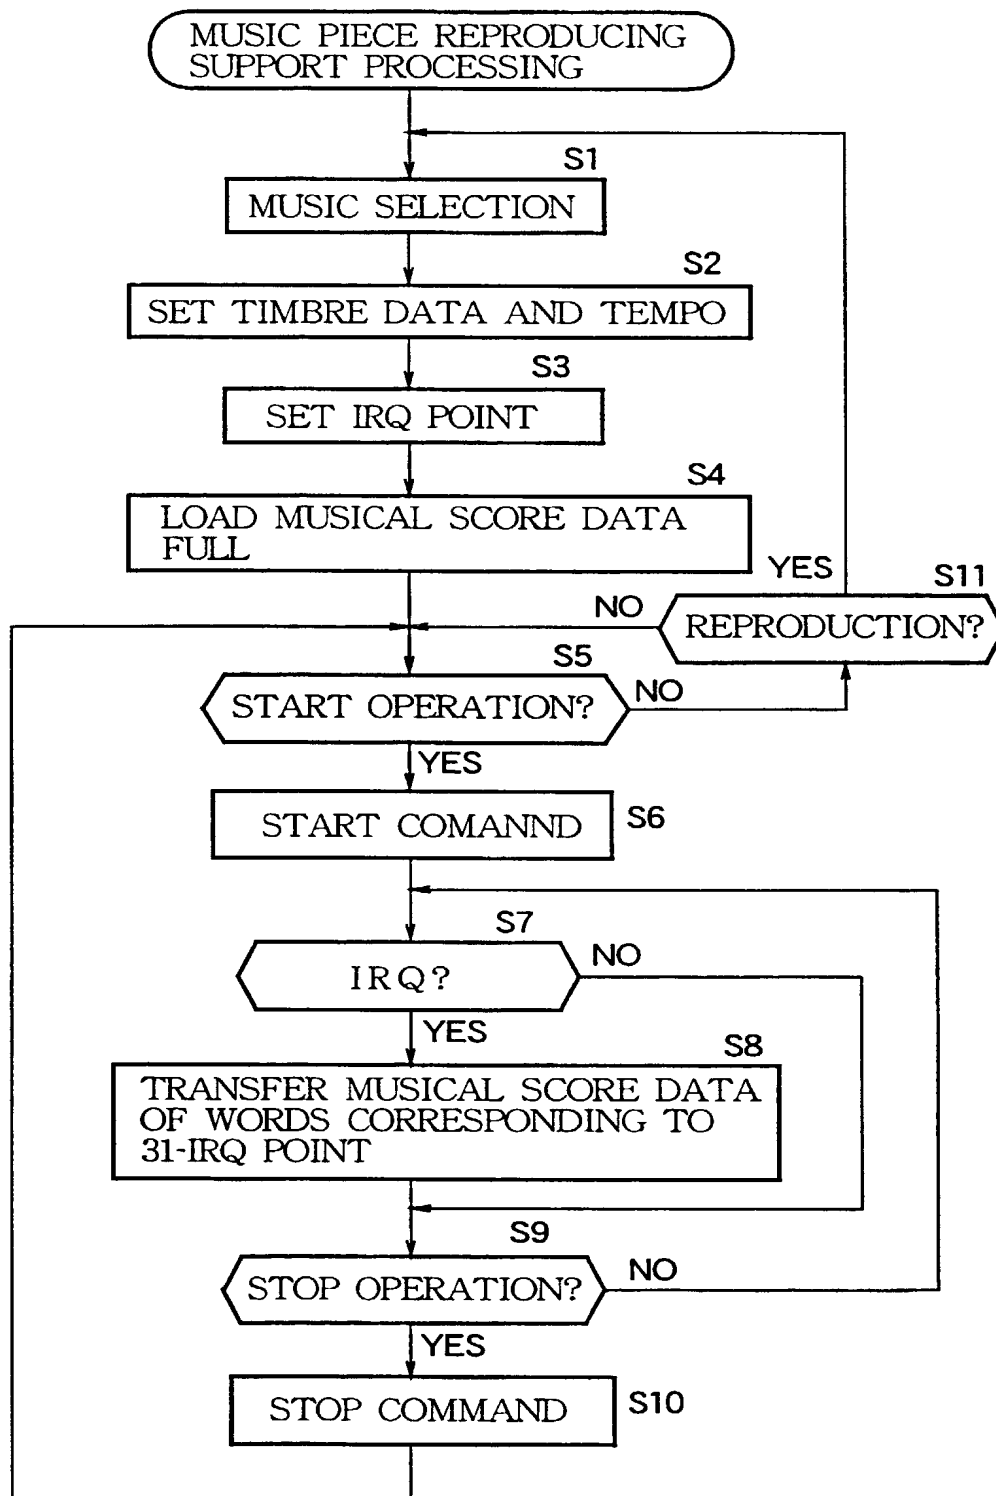 MUSIC PIECE REPRODUCING
SUPPORT PROCESSING
S1
MUSIC SELECTION
S2
SET TIMBRE DATA AND TEMPO
S3
SET IRQ POINT
S4
LOAD MUSICAL SCORE DATA
FULL
YES
S11
NO
REPRODUCTION?
S5
START OPERATION?
NO
YES
START COMANND
S6
S7
IRQ?
NO
YES
S8
TRANSFER MUSICAL SCORE DATA
OF WORDS CORRESPONDING TO
31-IRQ POINT
S9
STOP OPERATION?
NO
YES
STOP COMMAND
S10